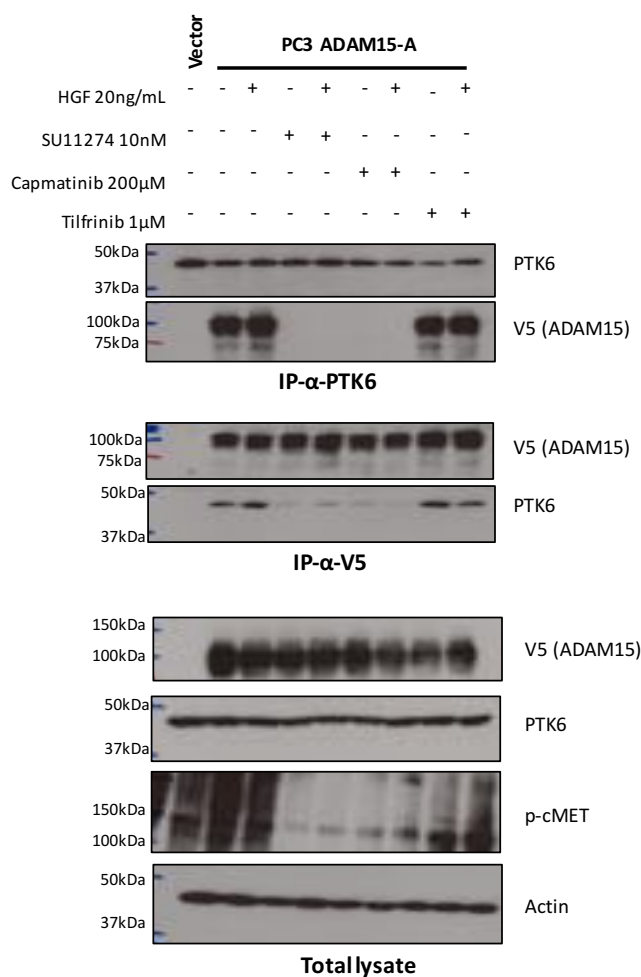 Vector
PC3 ADAM15-A
HGF 20ng/mL - - + - + - + - +
SU11274 10nM - - - + + - - - -
Capmatinib 200µM - - - - - + + - -
Tilfrinib 1µM - - - - - - - + +
50kDa
37kDa
PTK6
100kDa
75kDa
V5 (ADAM15)
IP-α-PTK6
100kDa
75kDa
V5 (ADAM15)
50kDa
37kDa
PTK6
IP-α-V5
150kDa
100kDa
V5 (ADAM15)
50kDa
37kDa
PTK6
150kDa
100kDa
p-cMET
50kDa
37kDa
Actin
Total lysate